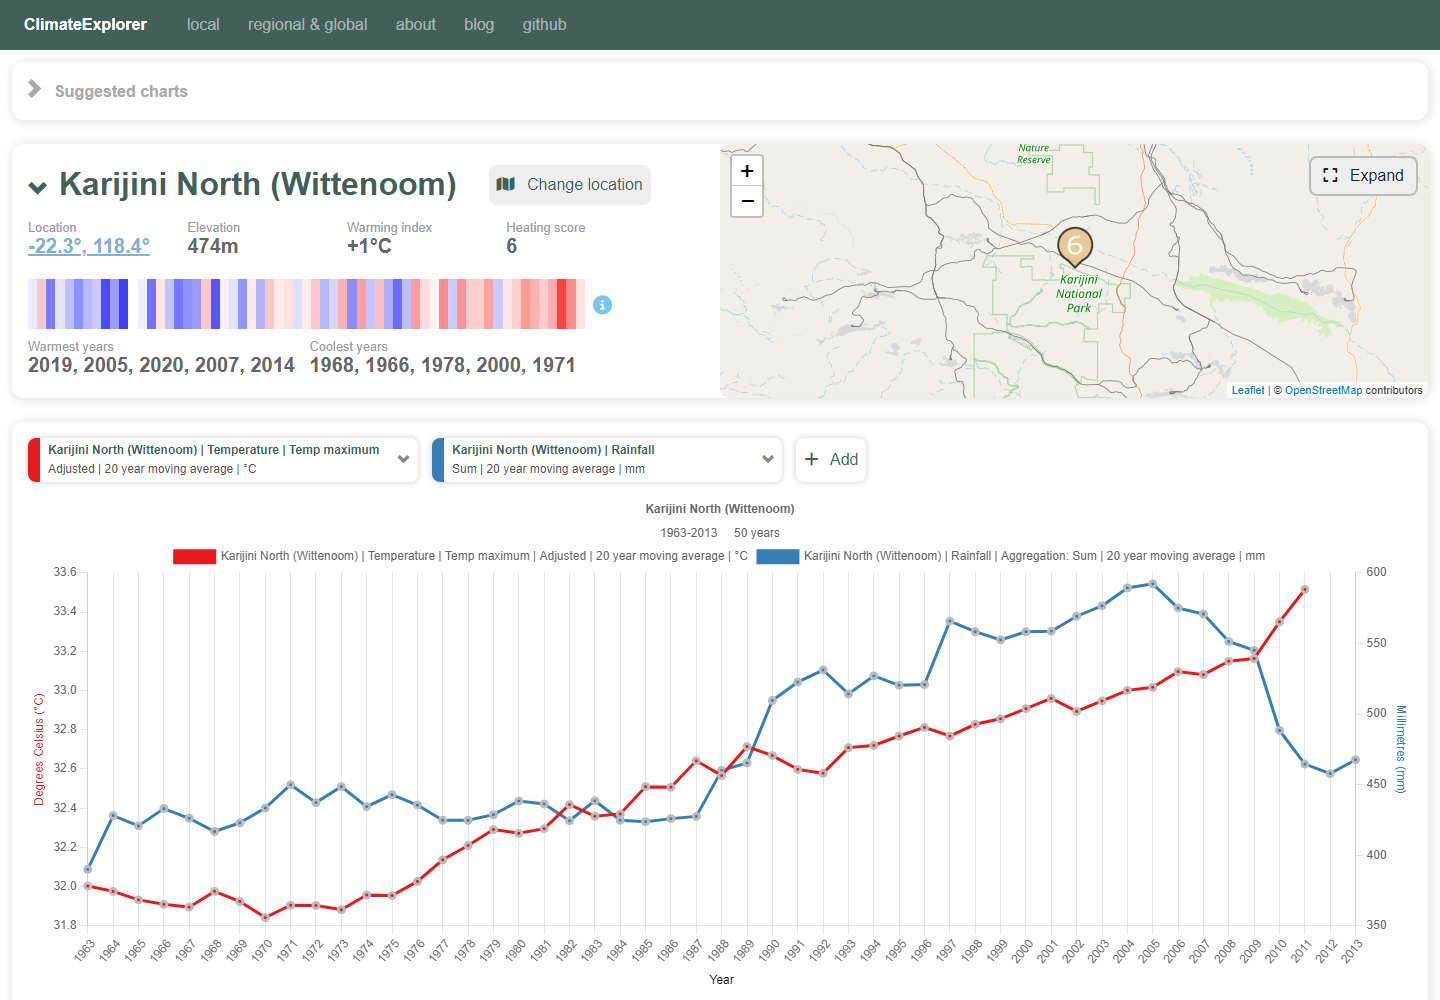 ClimateExplorer local regional & global about blog github
Suggested charts
Karijini North (Wittenoom)
Change location
Location Elevation Warming index Heating score
-22.3°, 118.4° 474m +1°C 6
i
Warmest years Coolest years
2019, 2005, 2020, 2007, 2014 1968, 1966, 1978, 2000, 1971
Nature
Reserve
+
−
Expand
6
Karijini
National
Park
Leaflet | © OpenStreetMap contributors
Karijini North (Wittenoom) | Temperature | Temp maximum
Adjusted | 20 year moving average | °C
Karijini North (Wittenoom) | Rainfall
Sum | 20 year moving average | mm
+ Add
Karijini North (Wittenoom)
1963-2013 50 years
Karijini North (Wittenoom) | Temperature | Temp maximum | Adjusted | 20 year moving average | °C
Karijini North (Wittenoom) | Rainfall | Aggregation: Sum | 20 year moving average | mm
Degrees Celsius (°C)
33.6
33.4
33.2
33.0
32.8
32.6
32.4
32.2
32.0
31.8
600
550
500
450
400
350
Millimetres (mm)
1963 1964 1965 1966 1967 1968 1969 1970 1971 1972 1973 1974 1975 1976 1977 1978 1979 1980 1981 1982 1983 1984 1985 1986 1987 1988 1989 1990 1991 1992 1993 1994 1995 1996 1997 1998 1999 2000 2001 2002 2003 2004 2005 2006 2007 2008 2009 2010 2011 2012 2013
Year